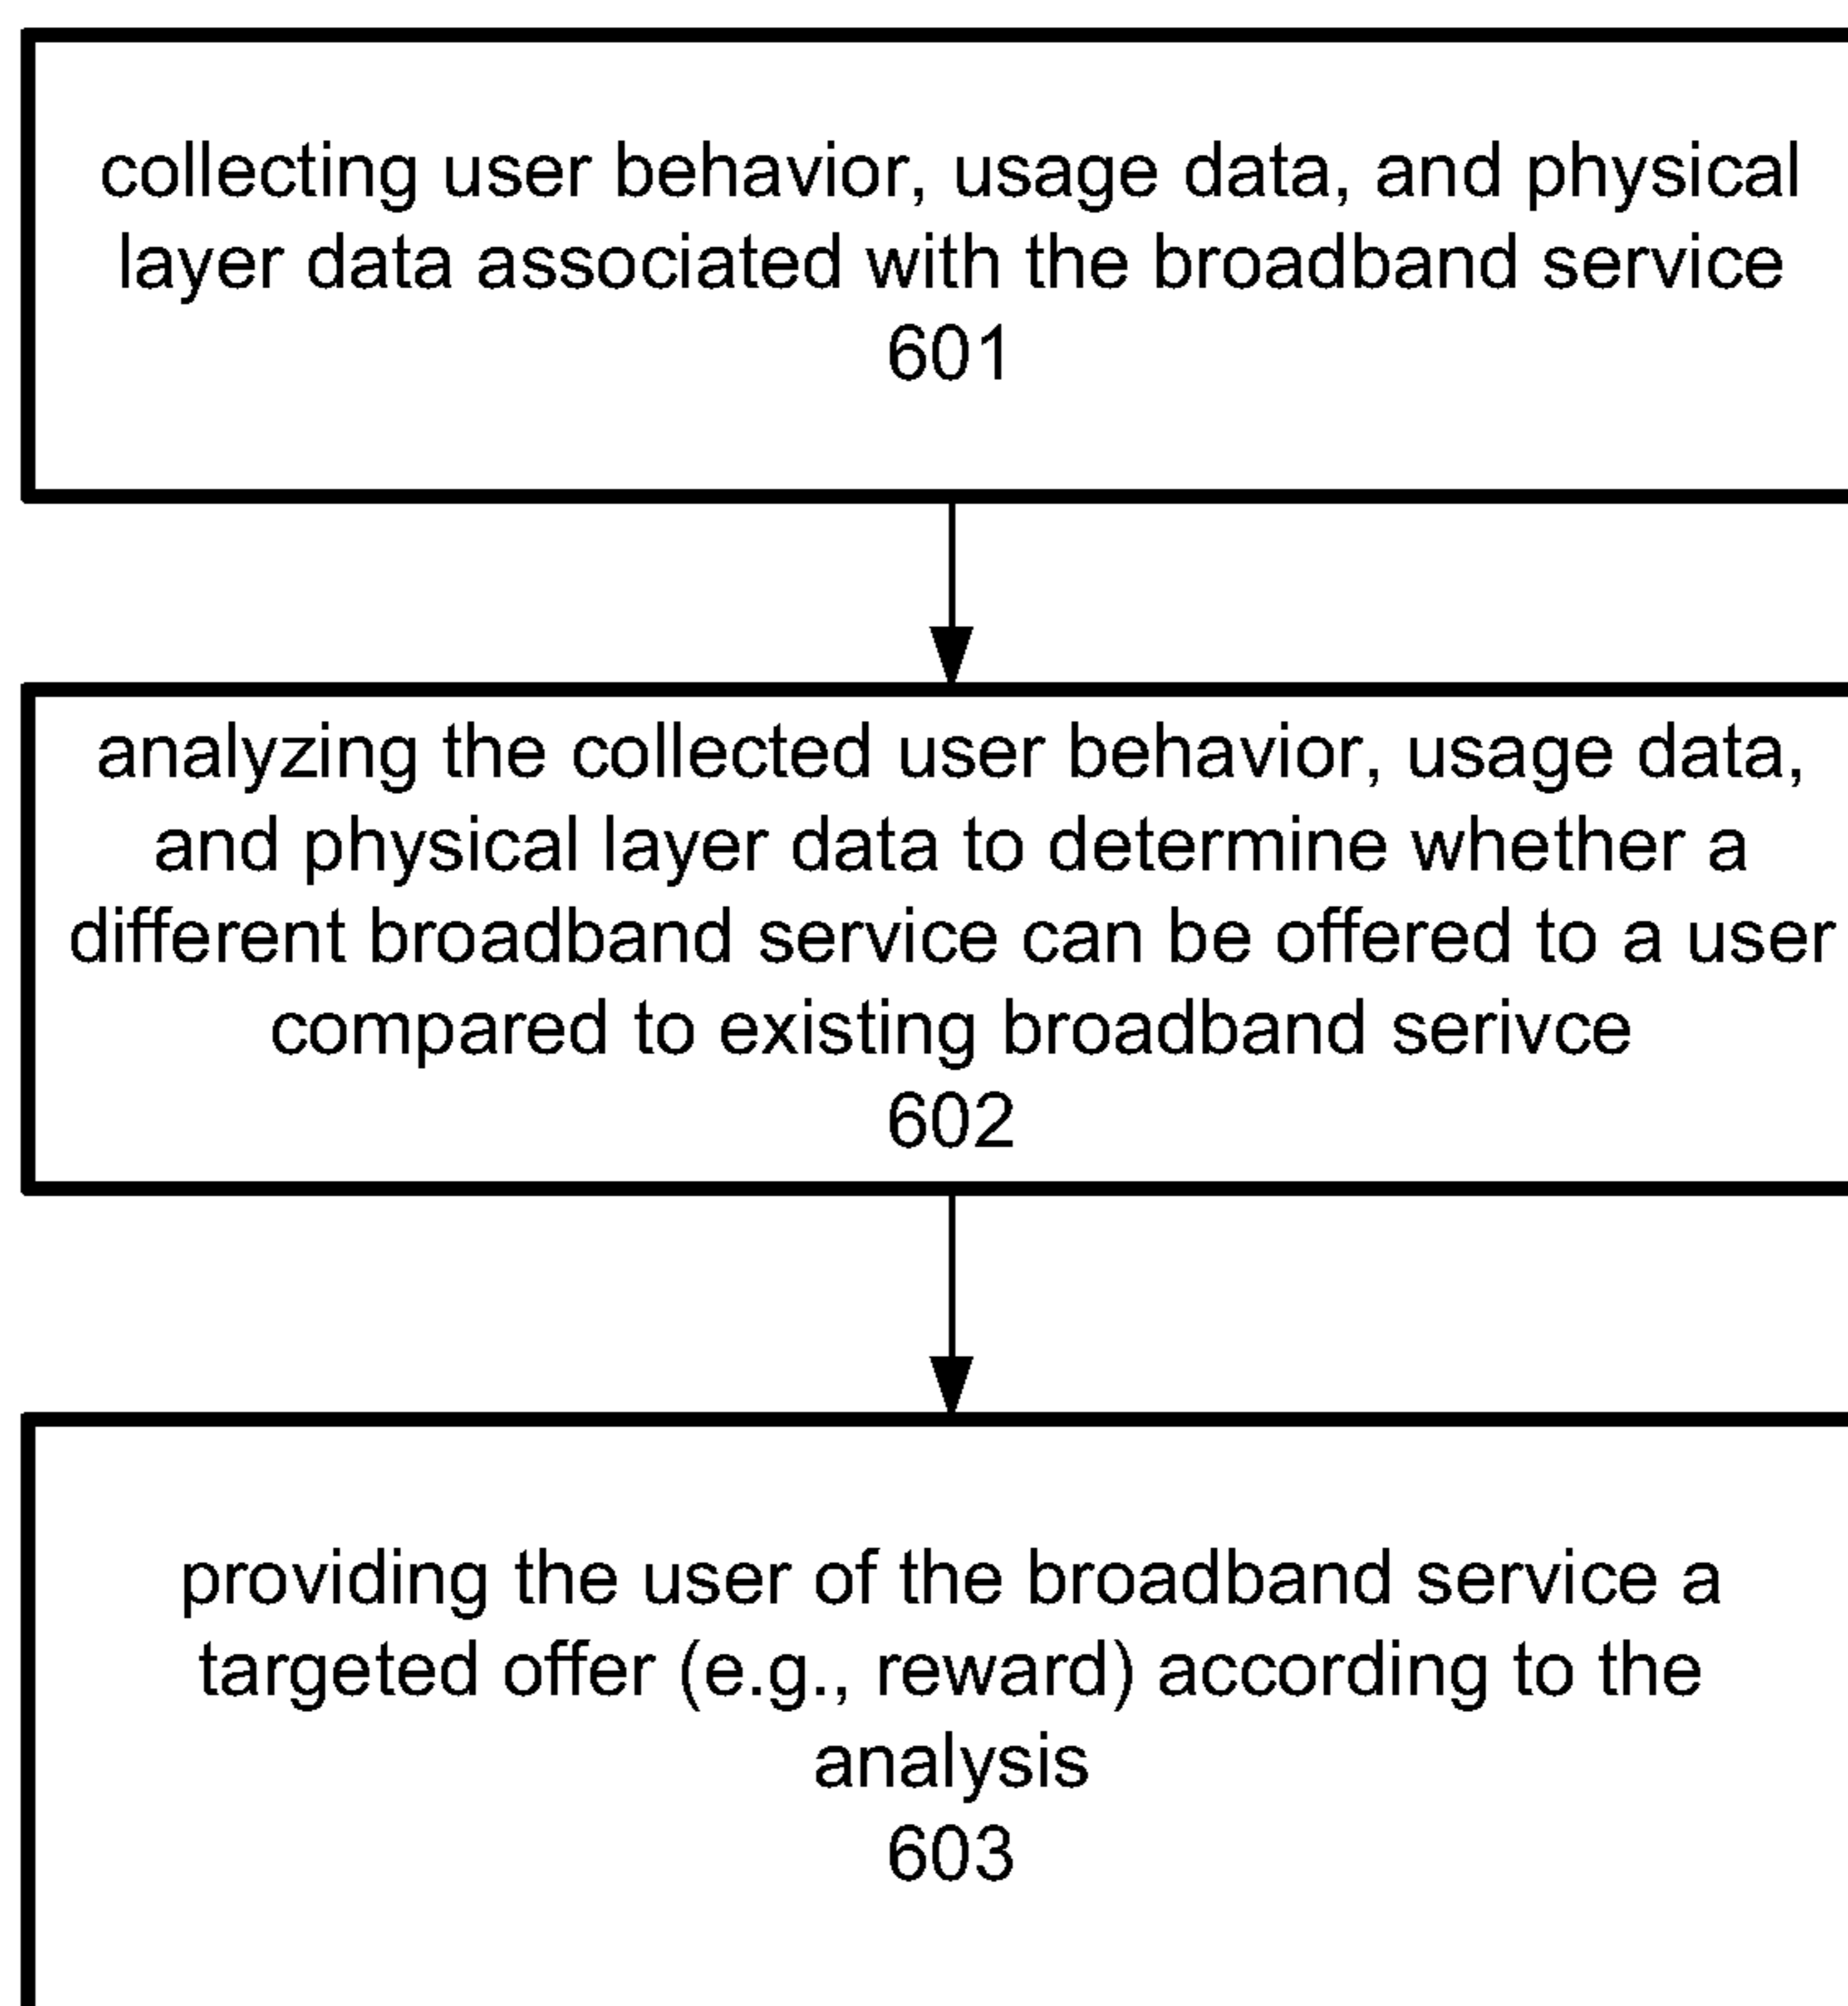 collecting user behavior, usage data, and physical
layer data associated with the broadband service
601
analyzing the collected user behavior, usage data,
and physical layer data to determine whether a
different broadband service can be offered to a user
compared to existing broadband serivce
602
providing the user of the broadband service a
targeted offer (e.g., reward) according to the
analysis
603